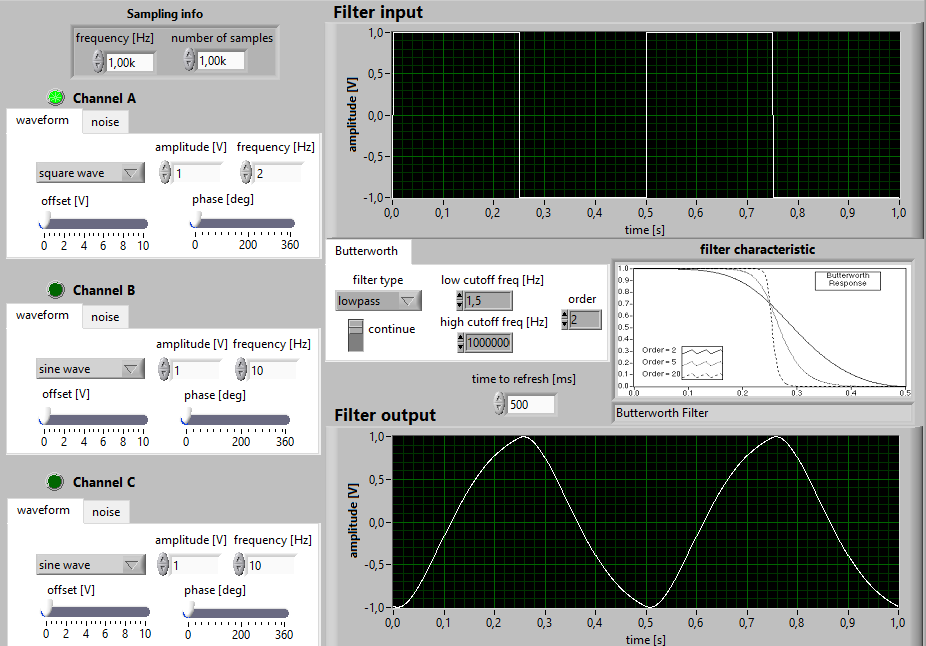 Sampling info
frequency [Hz] number of samples
1,00k 1,00k
Channel A
waveform noise
amplitude [V] frequency [Hz]
square wave 1 2
offset [V] phase [deg]
0 2 4 6 8 10 0 200 360
Channel B
waveform noise
amplitude [V] frequency [Hz]
sine wave 1 10
offset [V] phase [deg]
0 2 4 6 8 10 0 200 360
Channel C
waveform noise
amplitude [V] frequency [Hz]
sine wave 1 10
offset [V] phase [deg]
0 2 4 6 8 10 0 200 360
Filter input
amplitude [V]
1,0
0,5
0,0
-0,5
-1,0
0,0 0,1 0,2 0,3 0,4 0,5 0,6 0,7 0,8 0,9 1,0
time [s]
Butterworth
filter type low cutoff freq [Hz]
lowpass 1,5 order
continue high cutoff freq [Hz] 2
1000000
time to refresh [ms]
500
filter characteristic
Butterworth
Response
1.0
0.9
0.8
0.7
0.6
0.5
0.4
0.3
0.2
0.1
0.0
Order = 2
Order = 5
Order = 20
0.0 0.1 0.2 0.3 0.4 0.5
Butterworth Filter
Filter output
amplitude [V]
1,0
0,5
0,0
-0,5
-1,0
0,0 0,1 0,2 0,3 0,4 0,5 0,6 0,7 0,8 0,9 1,0
time [s]